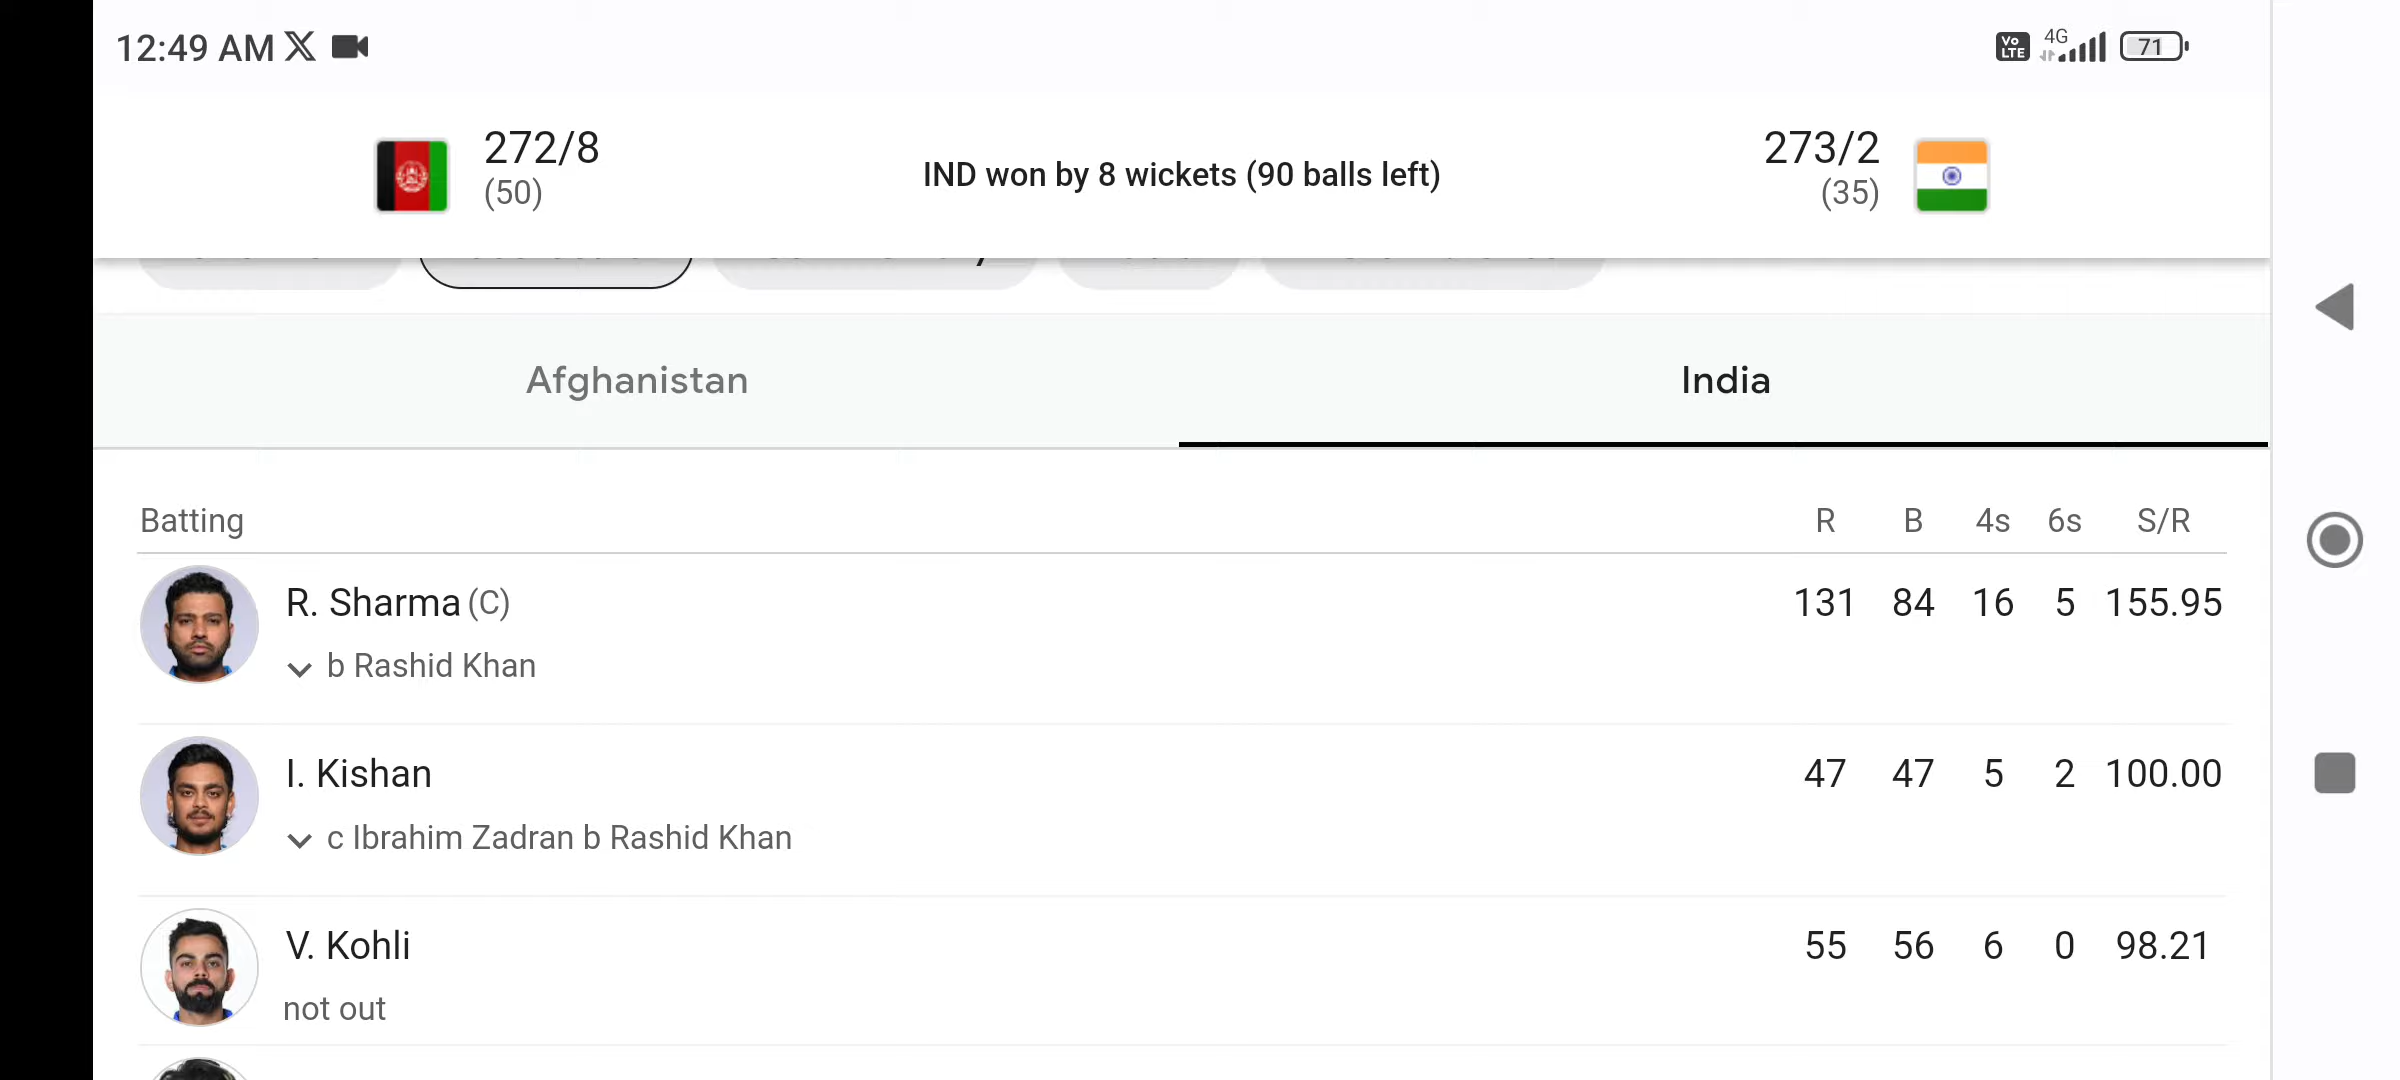 12:49 AM X
Vo LTE 4G 71
272/8
(50)
IND won by 8 wickets (90 balls left)
273/2
(35)
Afghanistan
India
Batting R B 4s 6s S/R
R. Sharma (C) 131 84 16 5 155.95
b Rashid Khan
I. Kishan 47 47 5 2 100.00
c Ibrahim Zadran b Rashid Khan
V. Kohli 55 56 6 0 98.21
not out